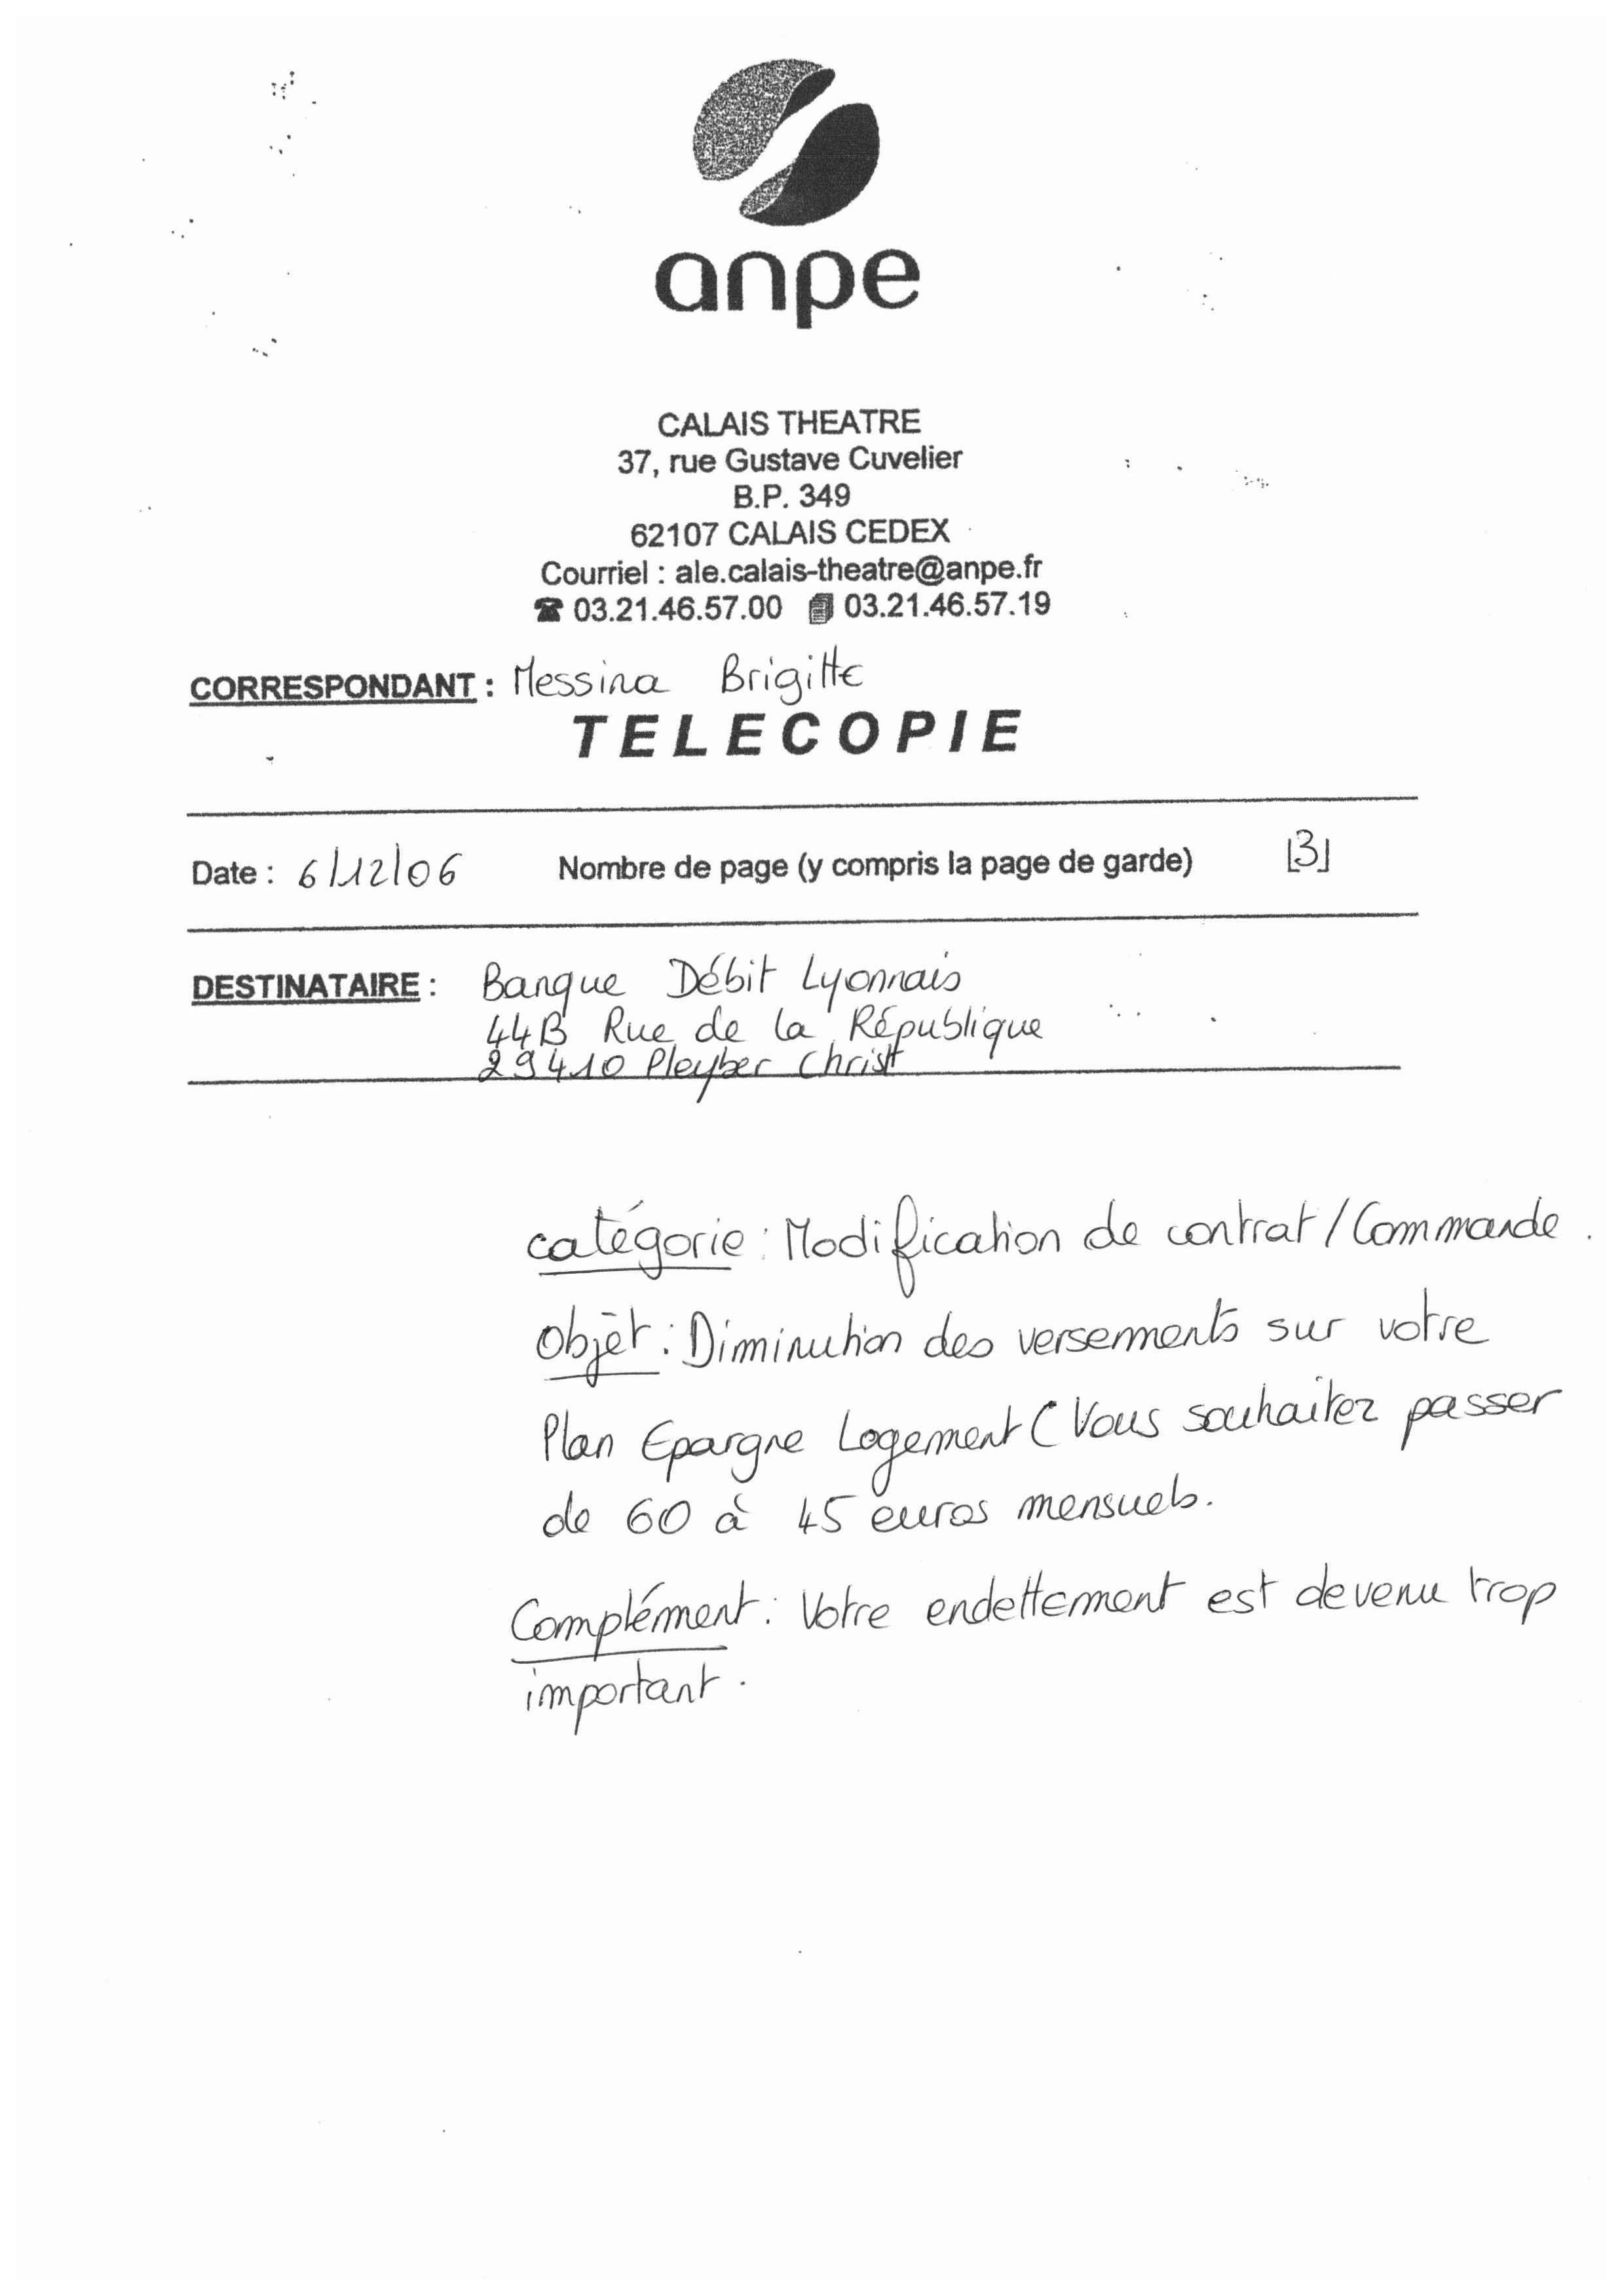 anpe
CALAIS THEATRE
37, rue Gustave Cuvelier
B.P. 349
62107 CALAIS CEDEX
Courriel : ale.calais-theatre@anpe.fr
☎ 03.21.46.57.00 03.21.46.57.19
CORRESPONDANT : Messina Brigitte
TELECOPIE
Date : 6/12/06 Nombre de page (y compris la page de garde) [3]
DESTINATAIRE : Banque Débit Lyonnais
44B Rue de la République
29410 Pleyber Christ
catégorie : Modification de contrat / Commande.
Objet : Diminution des versements sur votre
Plan Epargne Logement (Vous souhaitez passer
de 60 à 45 euros mensuels.
Complément : Votre endettement est devenu trop
important.